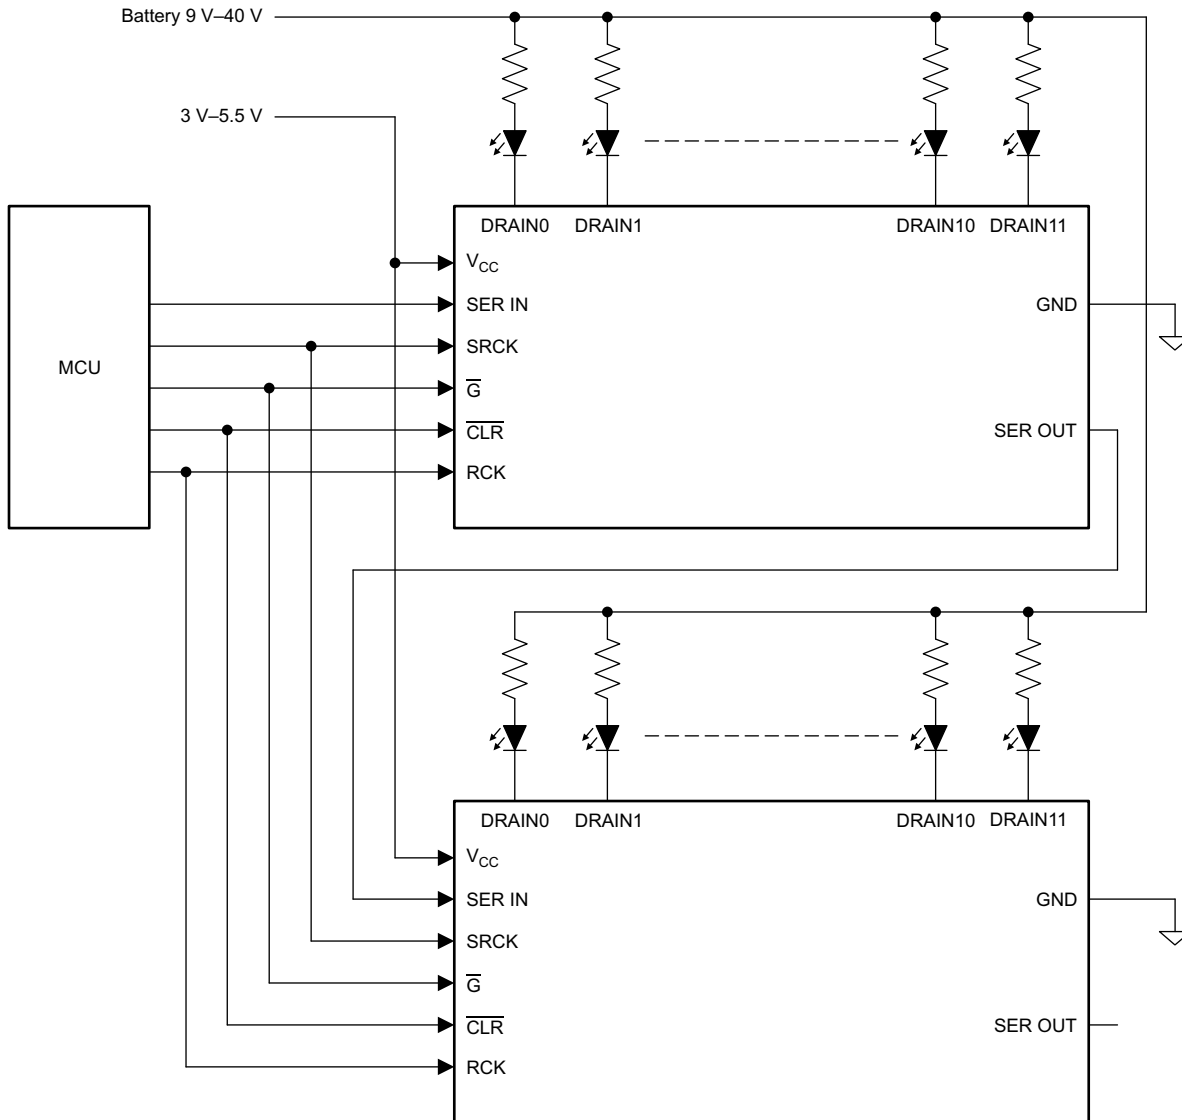 Battery 9 V–40 V
3 V–5.5 V
DRAIN0 DRAIN1 DRAIN10 DRAIN11
VCC
SER IN GND
MCU
SRCK
G
CLR SER OUT
RCK
DRAIN0 DRAIN1 DRAIN10 DRAIN11
VCC
SER IN GND
SRCK
G
CLR SER OUT
RCK